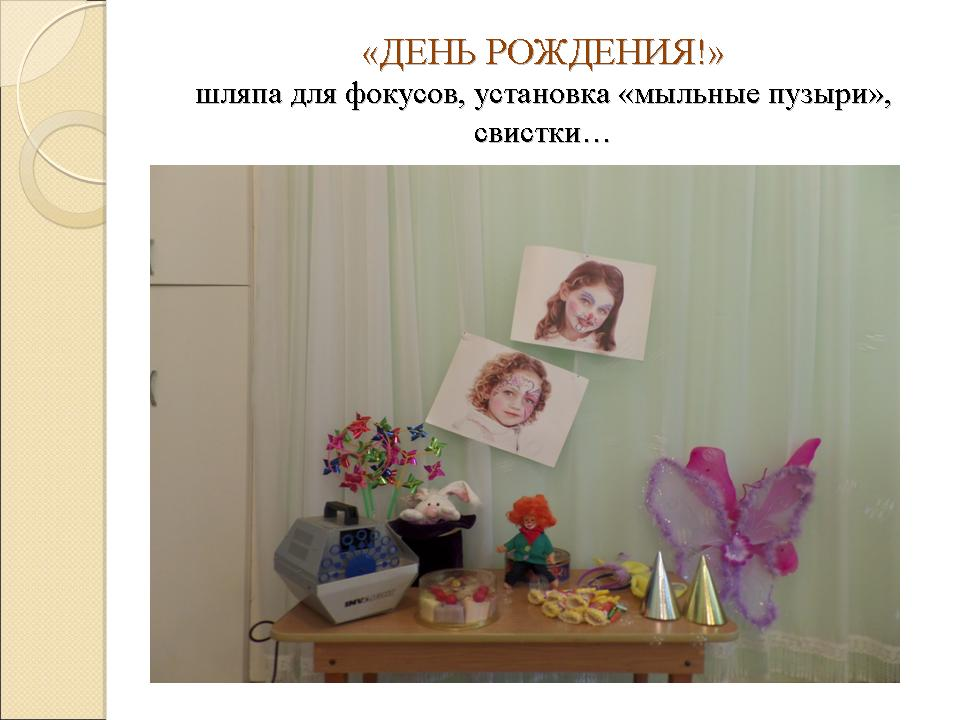 «ДЕНЬ РОЖДЕНИЯ!»
шляпа для фокусов, установка «мыльные пузыри»,
свистки…